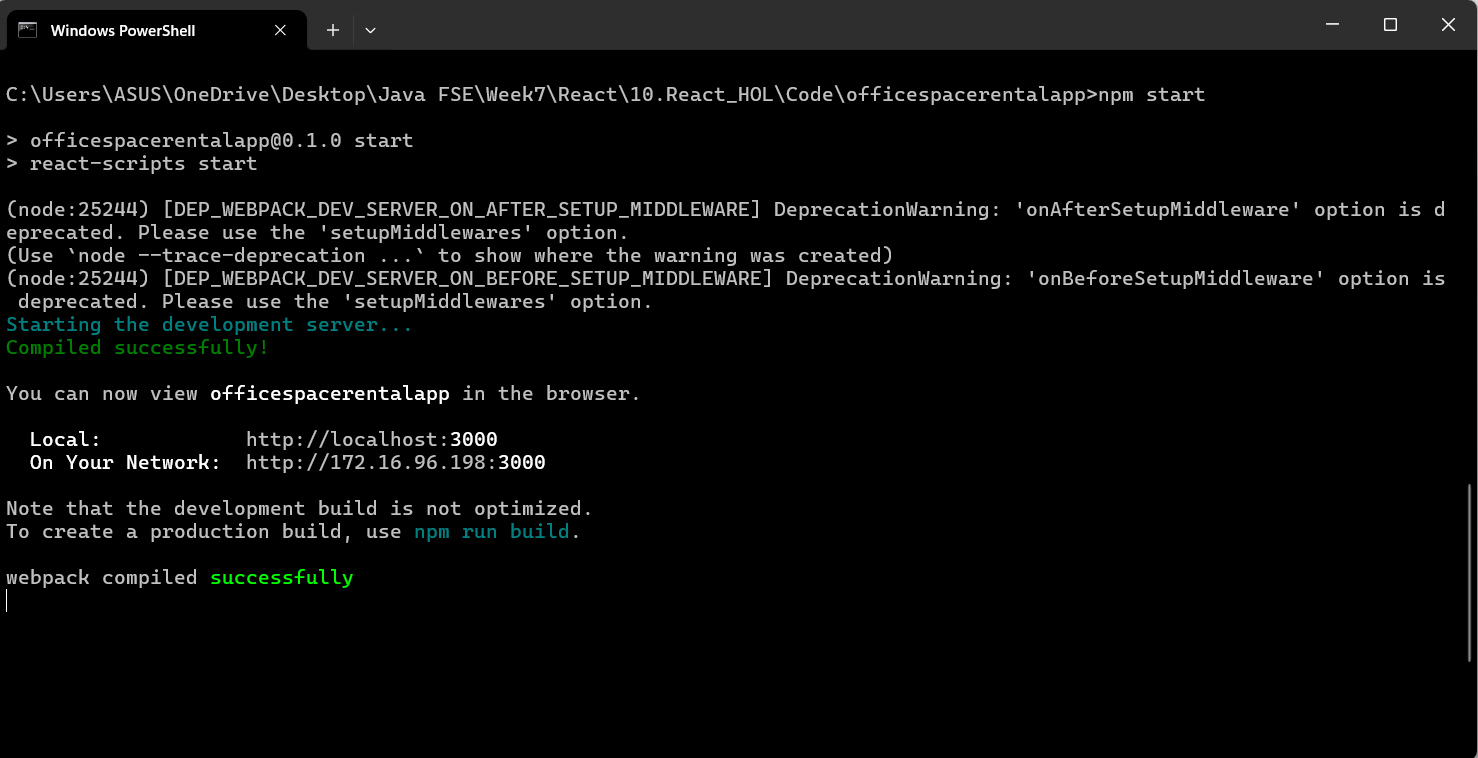 Windows PowerShell
C:\Users\ASUS\OneDrive\Desktop\Java FSE\Week7\React\10.React_HOL\Code\officespacerentalapp>npm start
> officespacerentalapp@0.1.0 start
> react-scripts start
(node:25244) [DEP_WEBPACK_DEV_SERVER_ON_AFTER_SETUP_MIDDLEWARE] DeprecationWarning: 'onAfterSetupMiddleware' option is d
eprecated. Please use the 'setupMiddlewares' option.
(Use `node --trace-deprecation ...` to show where the warning was created)
(node:25244) [DEP_WEBPACK_DEV_SERVER_ON_BEFORE_SETUP_MIDDLEWARE] DeprecationWarning: 'onBeforeSetupMiddleware' option is
 deprecated. Please use the 'setupMiddlewares' option.
Starting the development server...
Compiled successfully!
You can now view officespacerentalapp in the browser.
Local: http://localhost:3000
On Your Network: http://172.16.96.198:3000
Note that the development build is not optimized.
To create a production build, use npm run build.
webpack compiled successfully